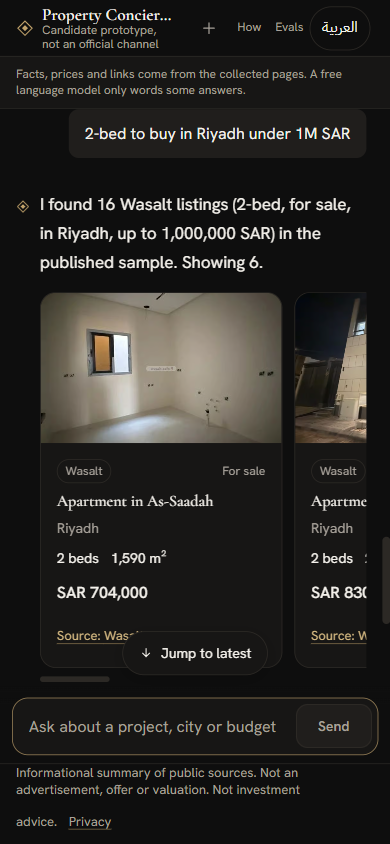 Property Concier...
Candidate prototype,
not an official channel
+
How
Evals
العربية
Facts, prices and links come from the collected pages. A free
language model only words some answers.
2-bed to buy in Riyadh under 1M SAR
I found 16 Wasalt listings (2-bed, for sale,
in Riyadh, up to 1,000,000 SAR) in the
published sample. Showing 6.
Wasalt
For sale
Apartment in As-Saadah
Riyadh
2 beds 1,590 m²
SAR 704,000
Source: Wasalt
Wasalt
Apartme
Riyadh
2 beds
SAR 830
Source: W
↓ Jump to latest
Ask about a project, city or budget
Send
Informational summary of public sources. Not an
advertisement, offer or valuation. Not investment
advice. Privacy